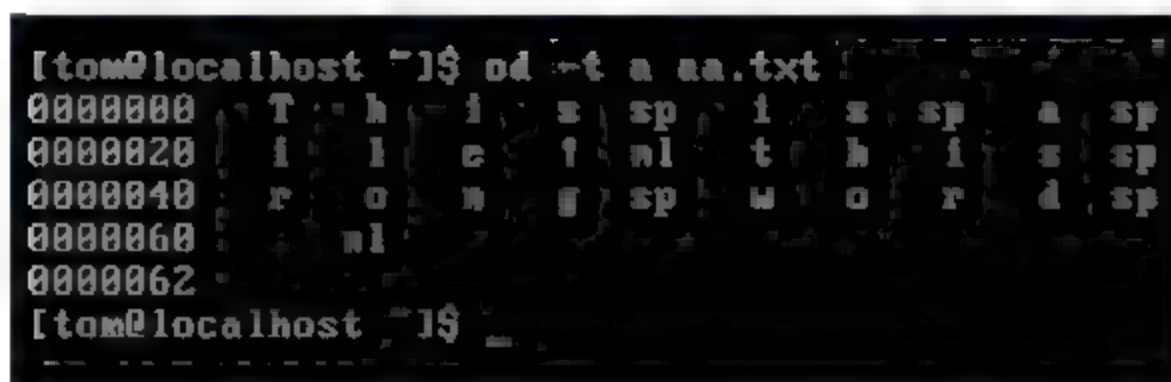 [tom@localhost ~]$ od -t a aa.txt
0000000 T h i s sp i s sp a sp
0000020 i l e ! nl t h i s sp
0000040 r o n g sp w o r d sp
0000060 nl
0000062
[tom@localhost ~]$ _